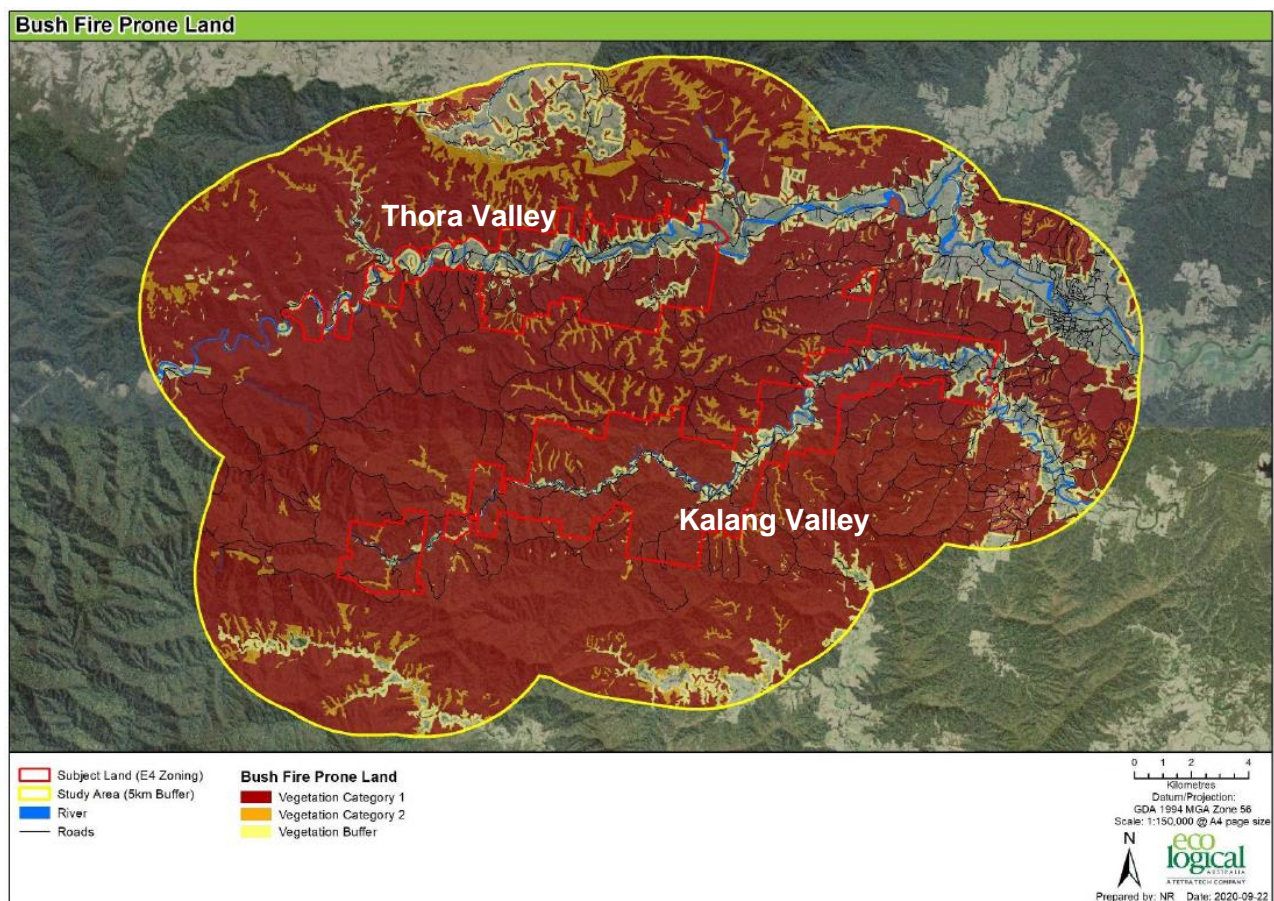 Bush Fire Prone Land
Thora Valley
Kalang Valley
Subject Land (E4 Zoning)
Study Area (5km Buffer)
River
Roads
Bush Fire Prone Land
Vegetation Category 1
Vegetation Category 2
Vegetation Buffer
0 1 2 4
Kilometres
Datum/Projection:
GDA 1994 MGA Zone 56
Scale: 1:150,000 @ A4 page size
N
eco
logical
AUSTRALIA
A TETRA TECH COMPANY
Prepared by: NR Date: 2020-09-22